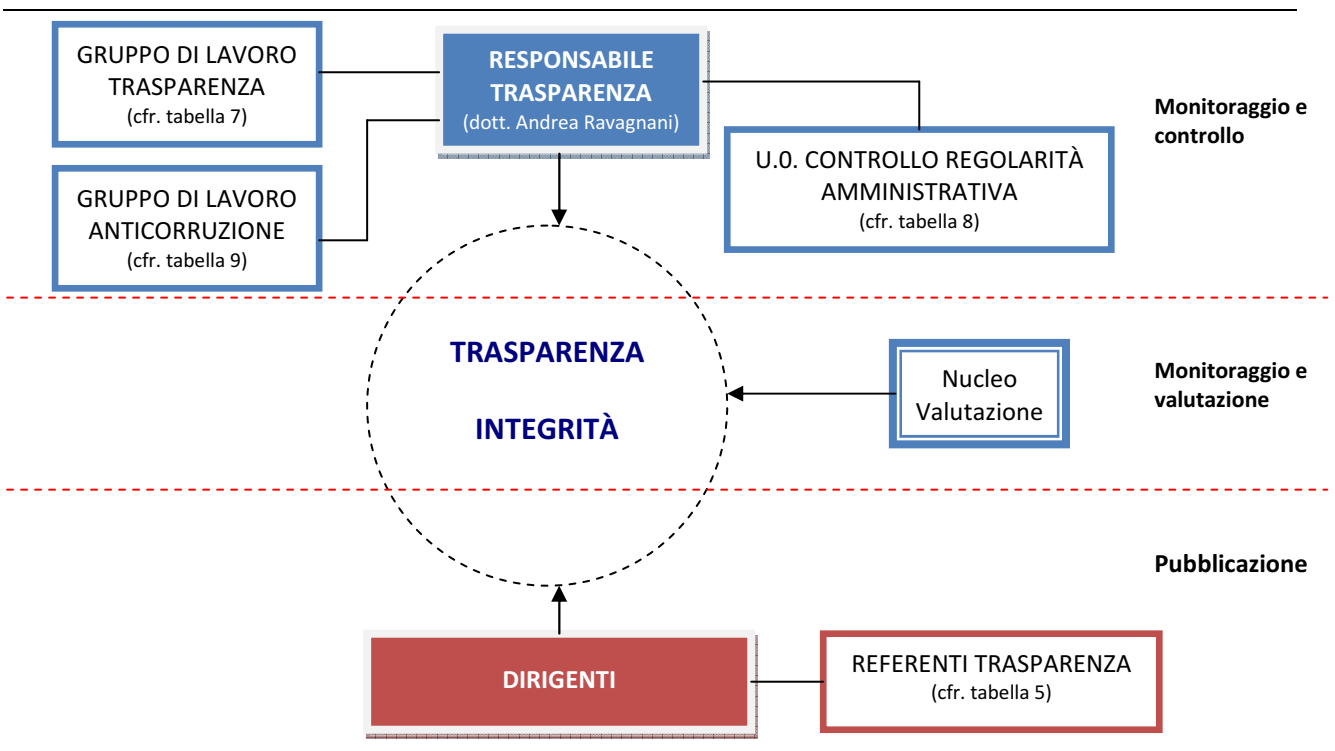 GRUPPO DI LAVORO
TRASPARENZA
(cfr. tabella 7)
RESPONSABILE
TRASPARENZA
(dott. Andrea Ravagnani)
Monitoraggio e
controllo
U.0. CONTROLLO REGOLARITÀ
AMMINISTRATIVA
(cfr. tabella 8)
GRUPPO DI LAVORO
ANTICORRUZIONE
(cfr. tabella 9)
TRASPARENZA
INTEGRITÀ
Nucleo
Valutazione
Monitoraggio e
valutazione
Pubblicazione
DIRIGENTI
REFERENTI TRASPARENZA
(cfr. tabella 5)